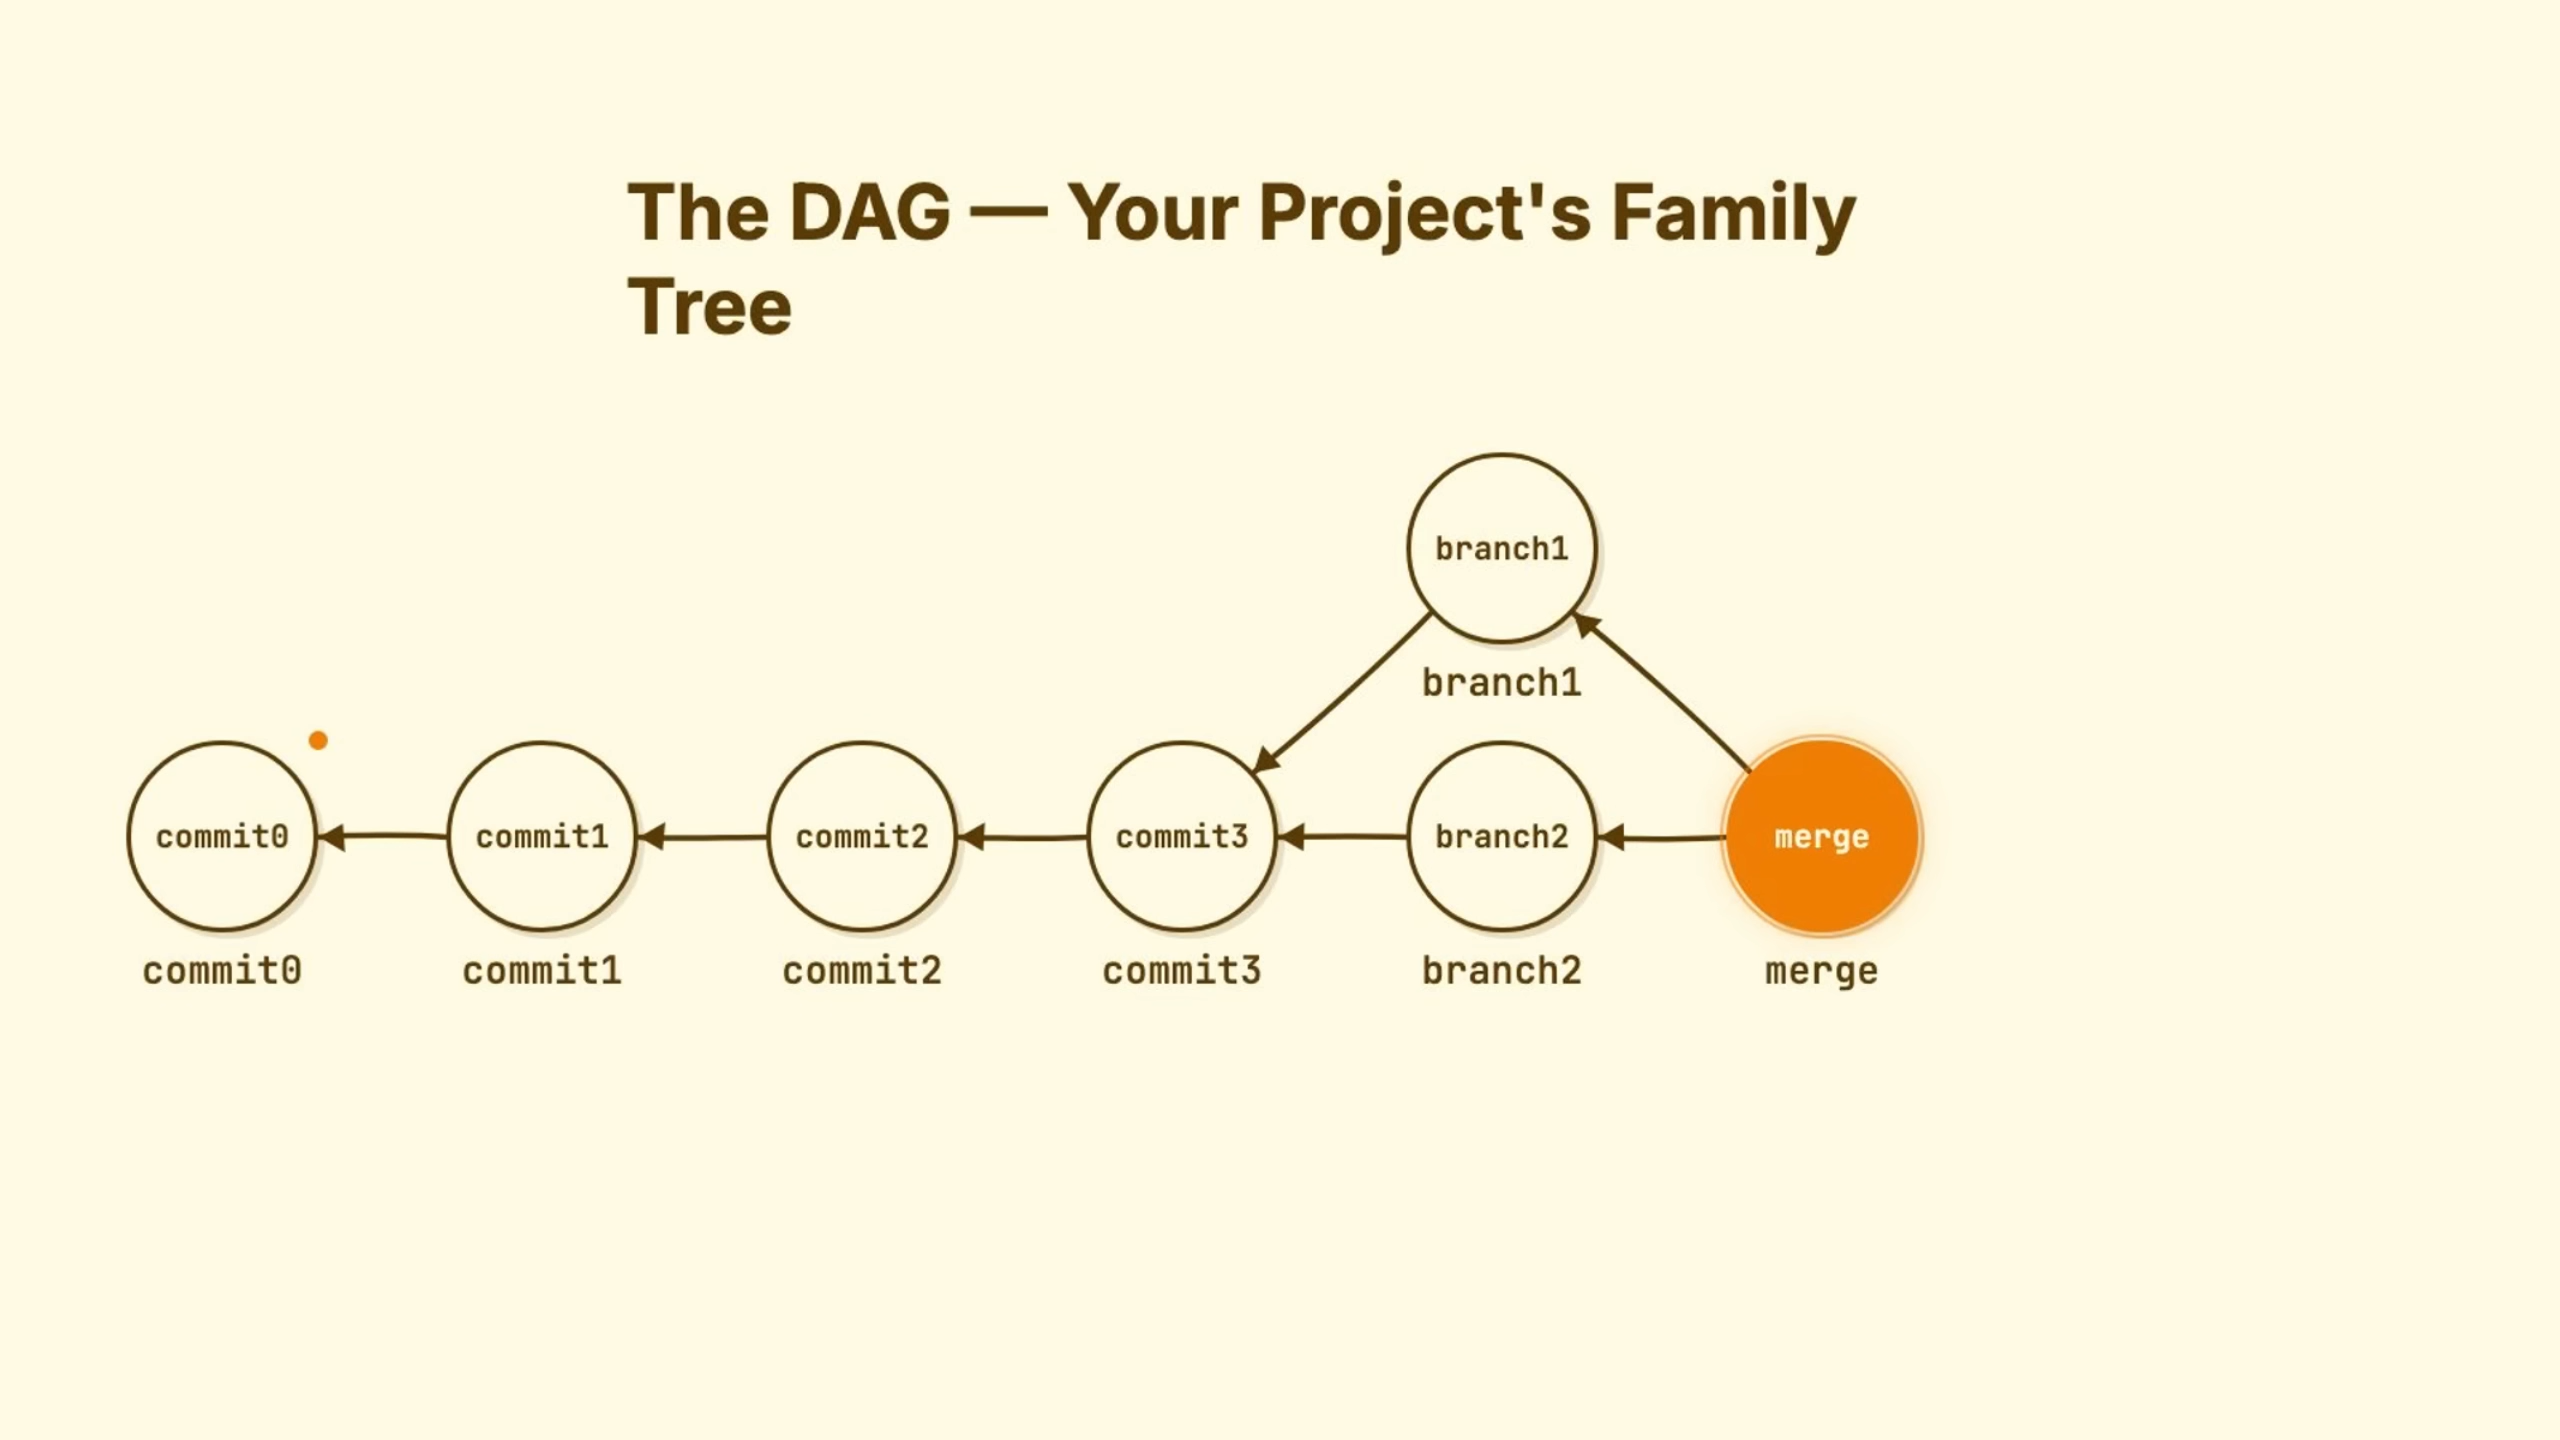 The DAG — Your Project's Family
Tree
branch1
branch1
commit0
commit1
commit2
commit3
branch2
merge
commit0
commit1
commit2
commit3
branch2
merge